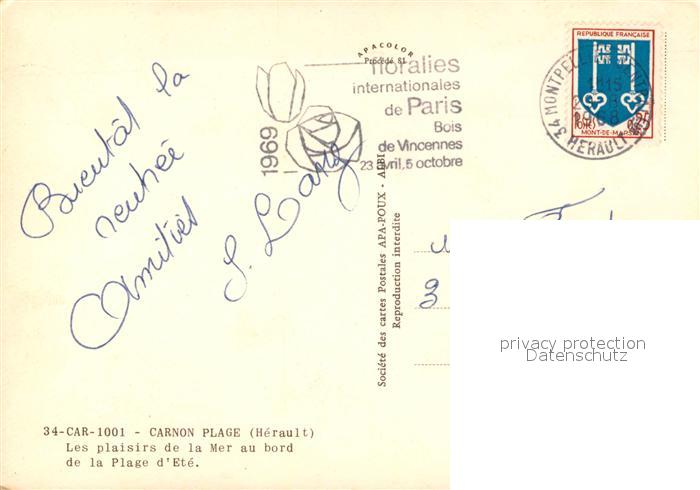 Bientôt la
rentrée
Amitiés
APACOLOR
Procédé SL
floralies
internationales
de Paris
Bois
de Vincennes
23 avril, 5 octobre
1969
REPUBLIQUE FRANÇAISE
MONT-DE-MARSAN
34 MONTPELLIER
HERAULT
Société des cartes Postales APA-POUX - ALBI
Reproduction interdite
3
privacy protection
Datenschutz
34-CAR-1001 - CARNON PLAGE (Hérault)
Les plaisirs de la Mer au bord
de la Plage d'Eté.